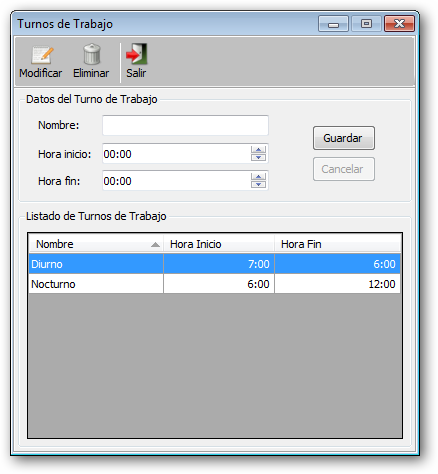 Turnos de Trabajo
Modificar Eliminar Salir
Datos del Turno de Trabajo
Nombre:
Hora inicio: 00:00
Hora fin: 00:00
Guardar
Cancelar
Listado de Turnos de Trabajo
Nombre Hora Inicio Hora Fin
Diurno 7:00 6:00
Nocturno 6:00 12:00